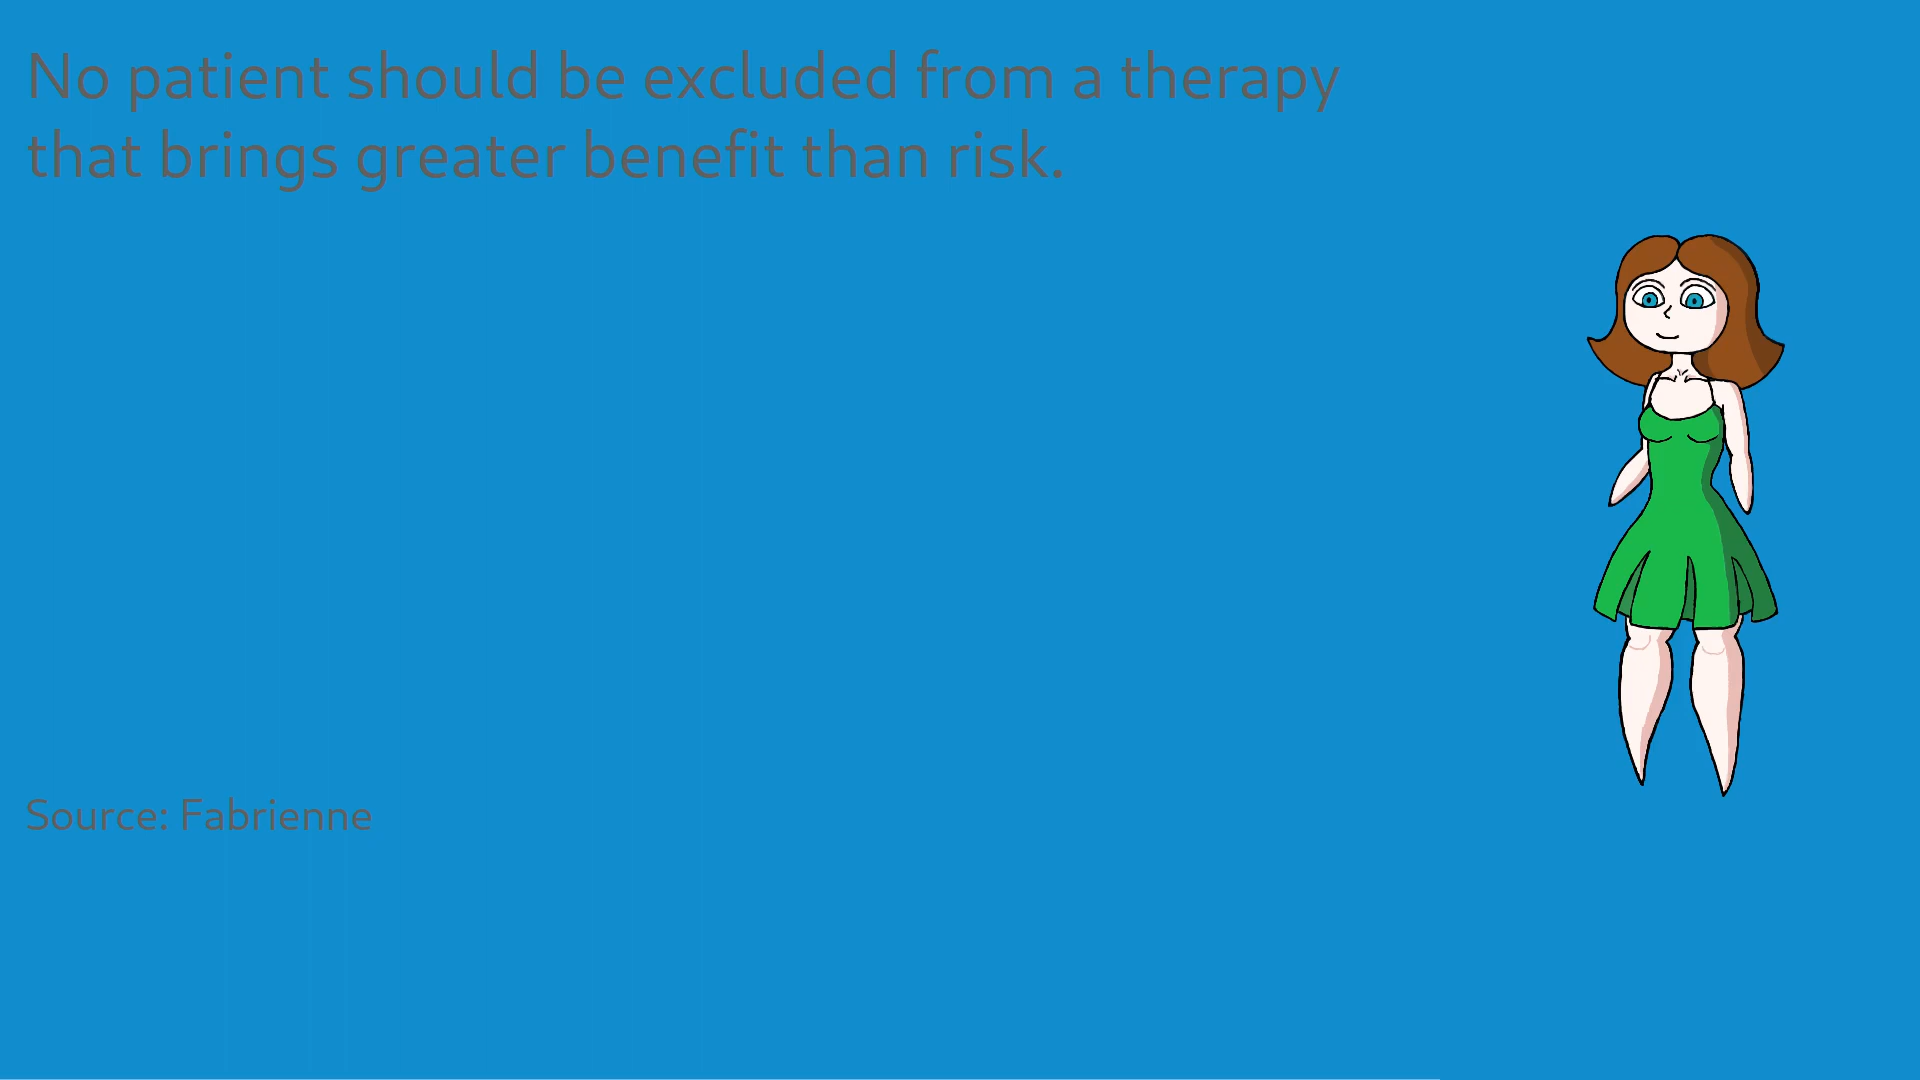 No patient should be excluded from a therapy
that brings greater benefit than risk.
Source: Fabrienne